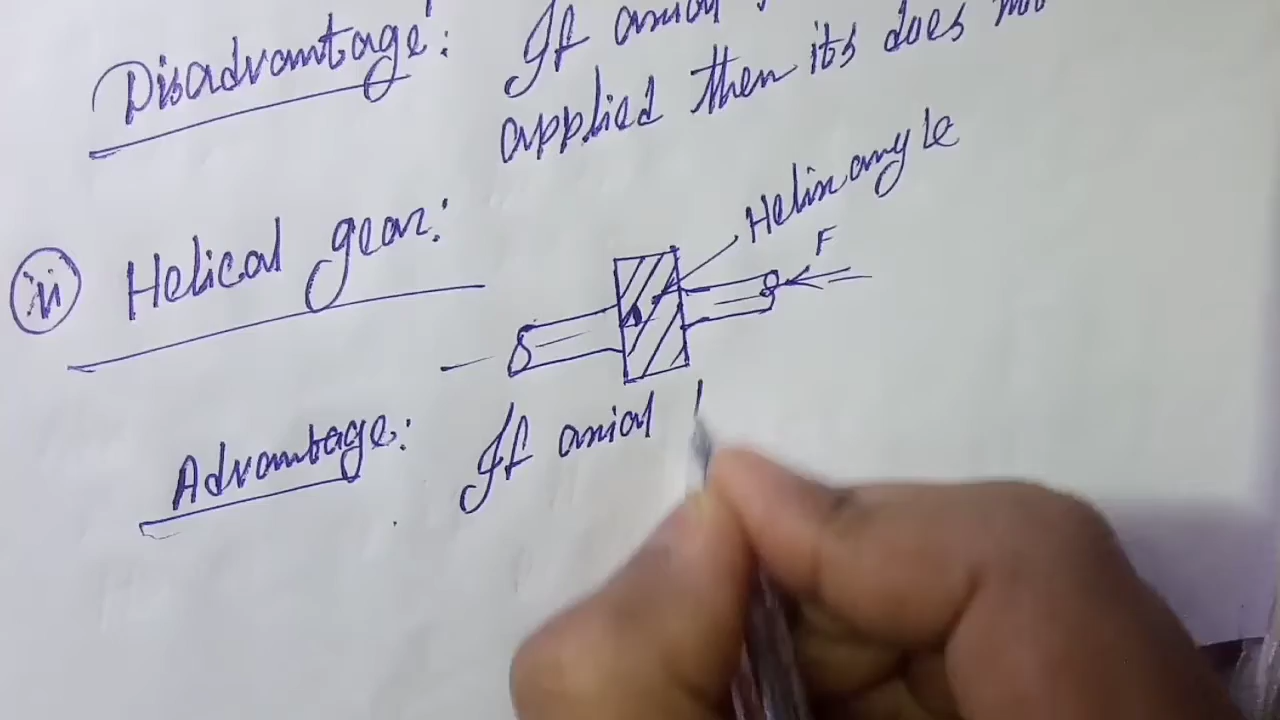 Disadvantage: If axial
applied then its does
Helix angle
F
ii Helical gear:
Advantage: If axial